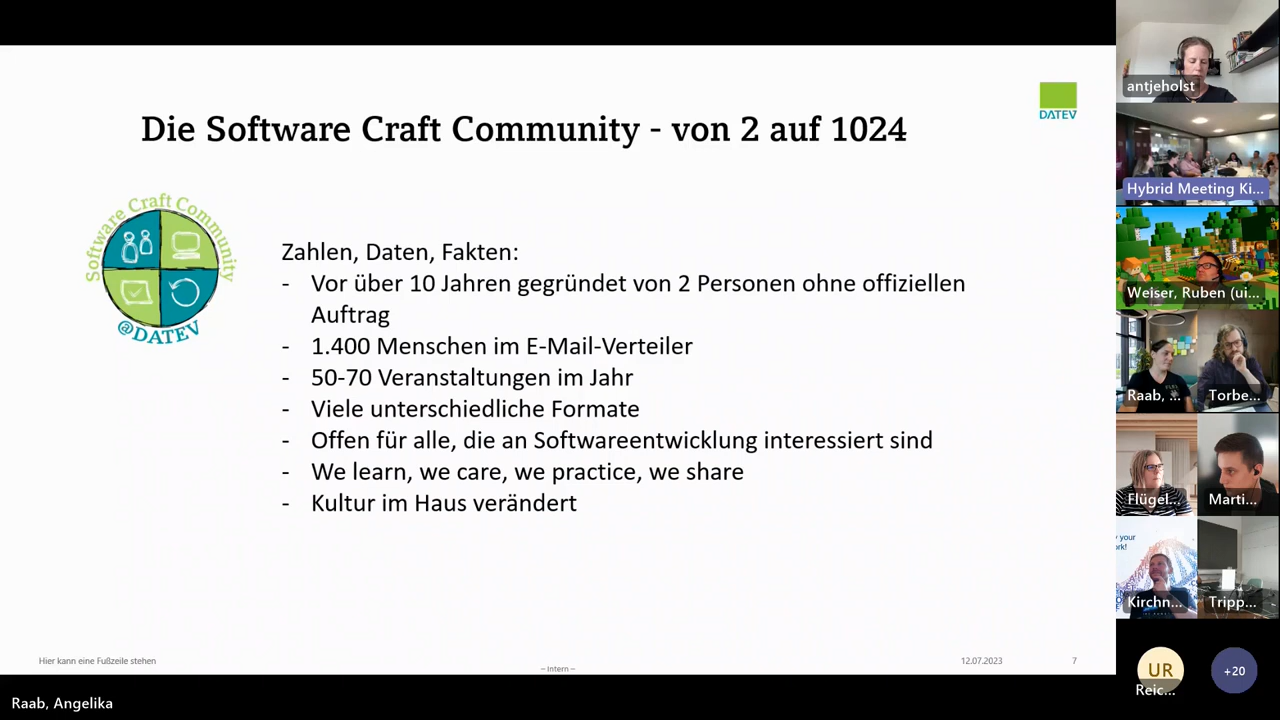 Die Software Craft Community - von 2 auf 1024
DATEV
Software Craft Community
@DATEV
Zahlen, Daten, Fakten:
- Vor über 10 Jahren gegründet von 2 Personen ohne offiziellen
Auftrag
- 1.400 Menschen im E-Mail-Verteiler
- 50-70 Veranstaltungen im Jahr
- Viele unterschiedliche Formate
- Offen für alle, die an Softwareentwicklung interessiert sind
- We learn, we care, we practice, we share
- Kultur im Haus verändert
Hier kann eine Fußzeile stehen
– Intern –
12.07.2023
7
Raab, Angelika
antjeholst
Hybrid Meeting Ki...
Weiser, Ruben (ui...
Raab, ...
Torbe...
Flügel...
Marti...
your
rk!
Kirchn...
Tripp...
UR
Reic...
+20